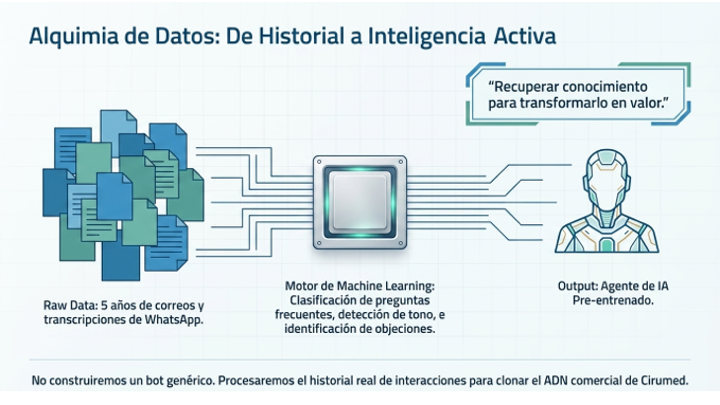 Alquimia de Datos: De Historial a Inteligencia Activa
“Recuperar conocimiento
para transformarlo en valor.”
Raw Data: 5 años de correos y
transcripciones de WhatsApp.
Motor de Machine Learning:
Clasificación de preguntas
frecuentes, detección de tono, e
identificación de objeciones.
Output: Agente de IA
Pre-entrenado.
No construiremos un bot genérico. Procesaremos el historial real de interacciones para clonar el ADN comercial de Cirumed.